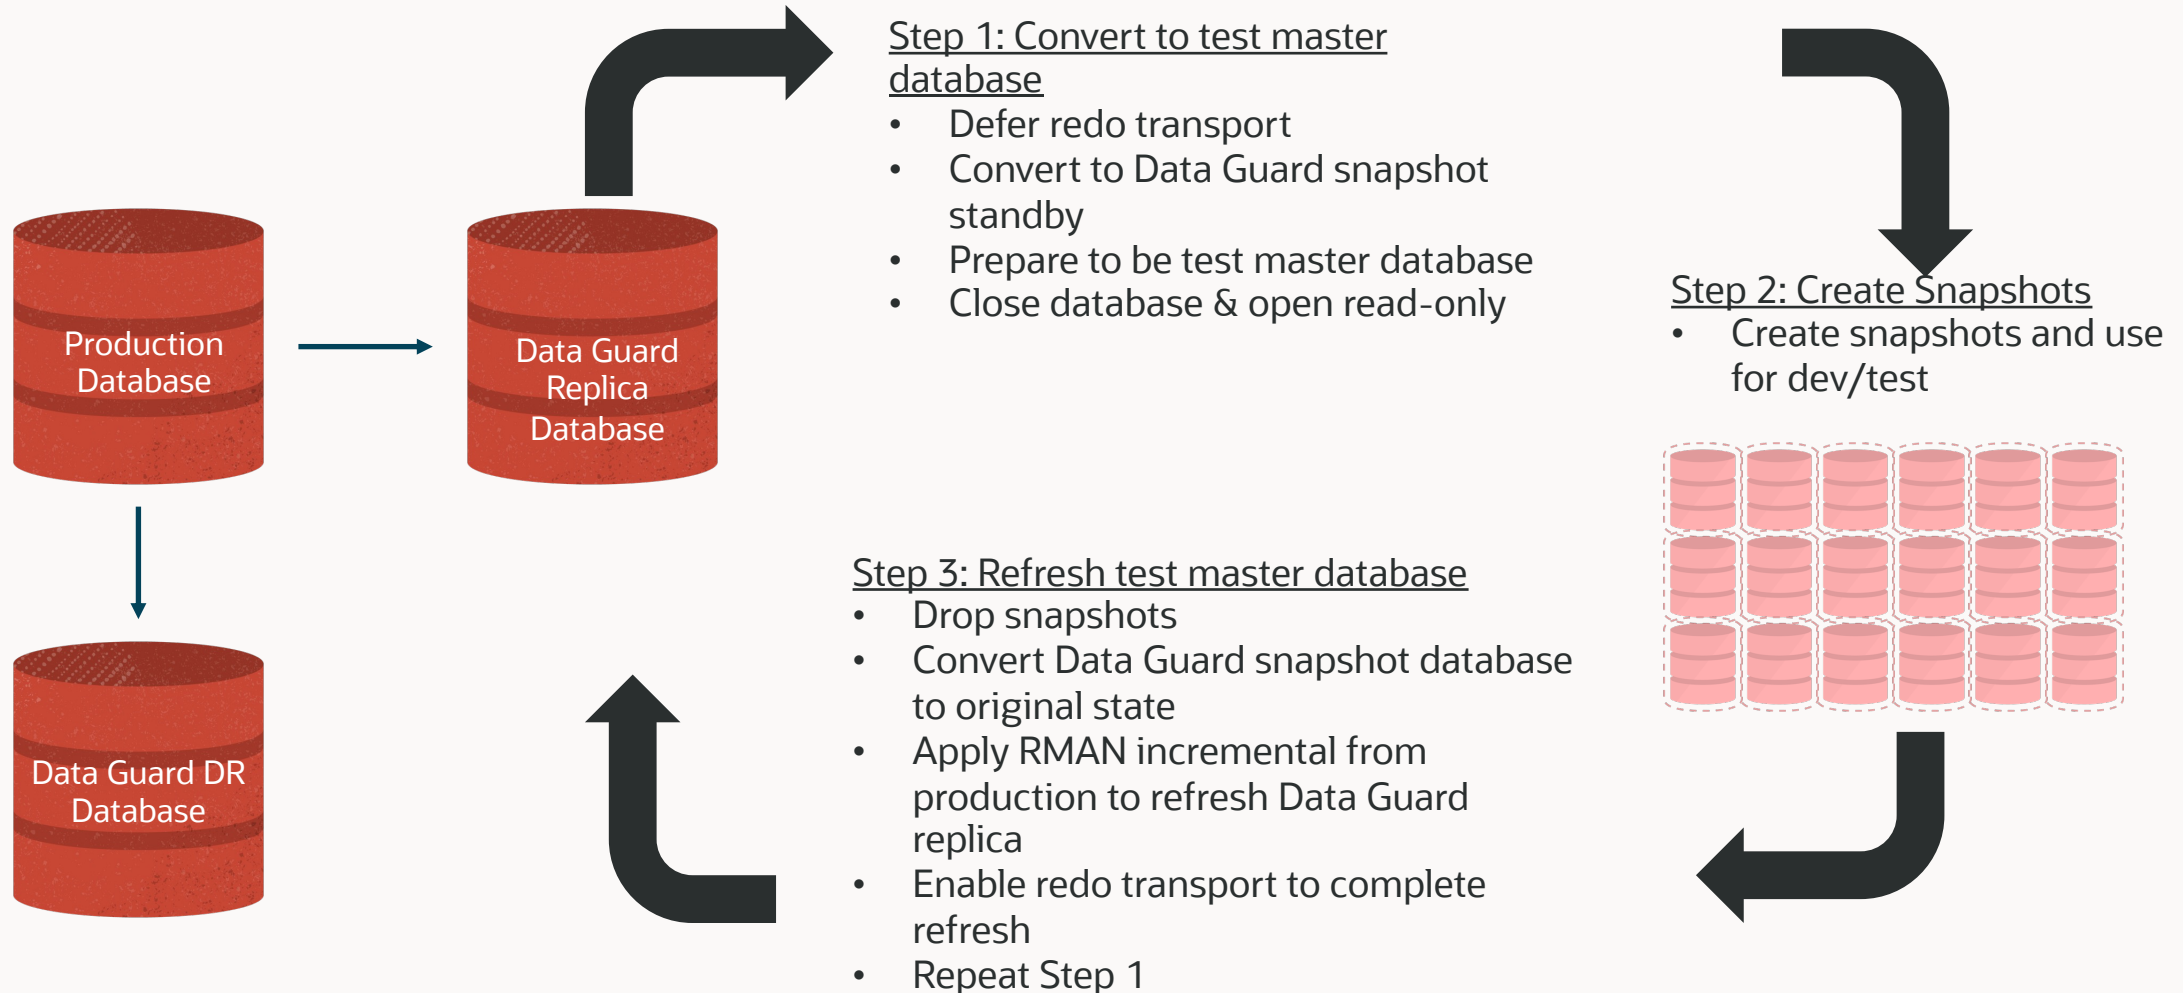 Production
Database
Data Guard
Replica
Database
Data Guard DR
Database
Step 1: Convert to test master
database
• Defer redo transport
• Convert to Data Guard snapshot
standby
• Prepare to be test master database
• Close database & open read-only
Step 2: Create Snapshots
• Create snapshots and use
for dev/test
Step 3: Refresh test master database
• Drop snapshots
• Convert Data Guard snapshot database
to original state
• Apply RMAN incremental from
production to refresh Data Guard
replica
• Enable redo transport to complete
refresh
• Repeat Step 1